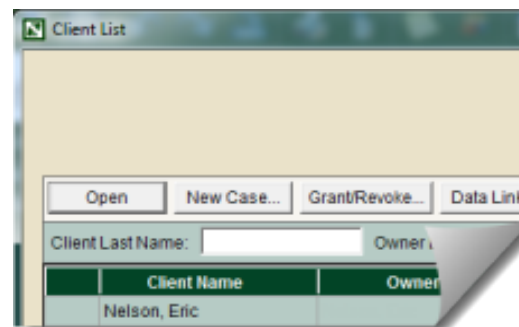 Client List
Open New Case... Grant/Revoke... Data Lin
Client Last Name: Owner
Client Name Owner
Nelson, Eric